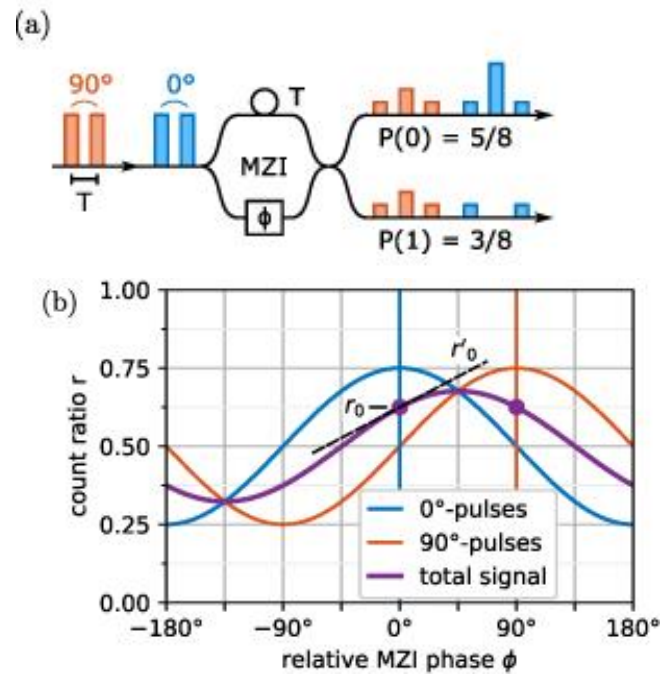 (a)
90° 0° T
MZI
T ϕ
P(0) = 5/8
P(1) = 3/8
(b)
1.00
0.75
0.50
0.25
0.00
count ratio r
r'₀
r₀
0°-pulses
90°-pulses
total signal
−180° −90° 0° 90° 180°
relative MZI phase ϕ